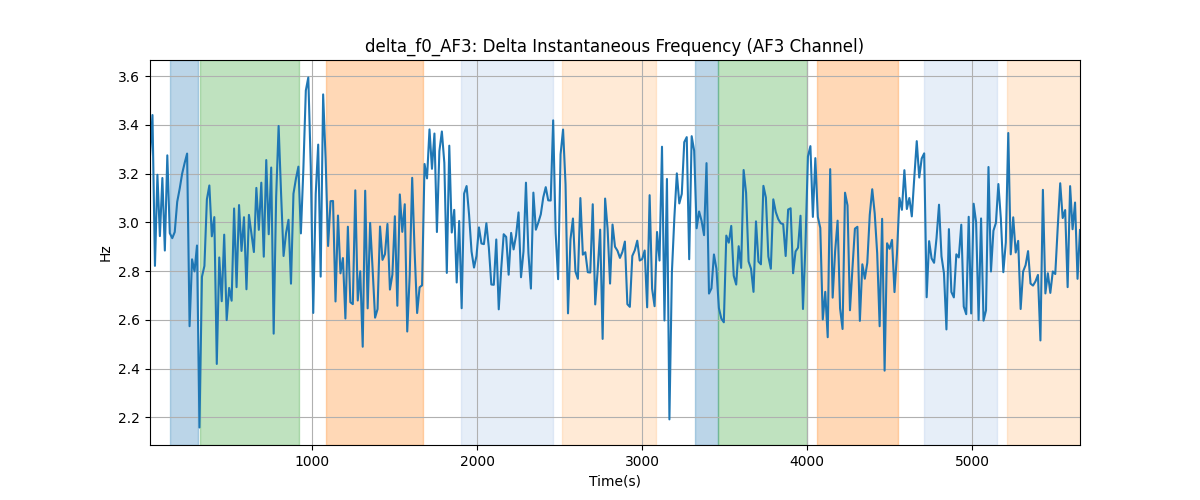 delta_f0_AF3: Delta Instantaneous Frequency (AF3 Channel)
3.6
3.4
3.2
3.0
2.8
2.6
2.4
2.2
Hz
1000 2000 3000 4000 5000
Time(s)